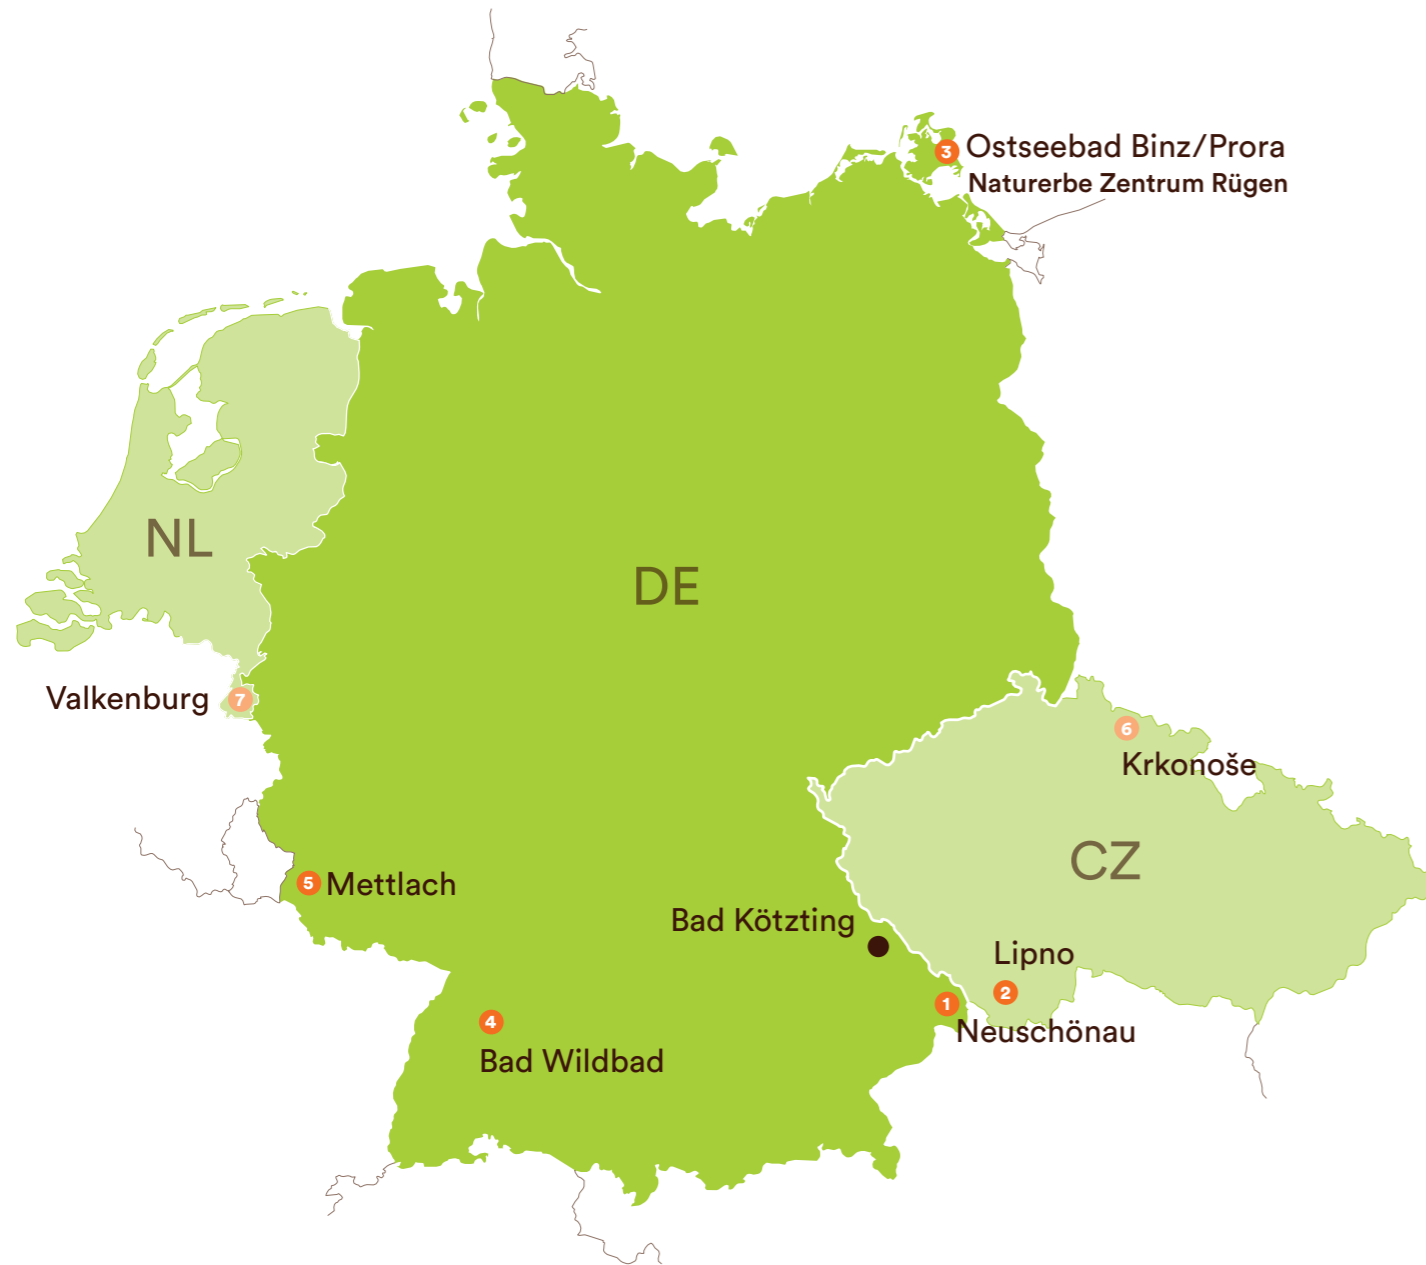 3 Ostseebad Binz/Prora
Naturerbe Zentrum Rügen
NL
DE
Valkenburg 7
6
Krkonoše
CZ
5 Mettlach
Bad Kötzting
Lipno
2
1
Neuschönau
4
Bad Wildbad